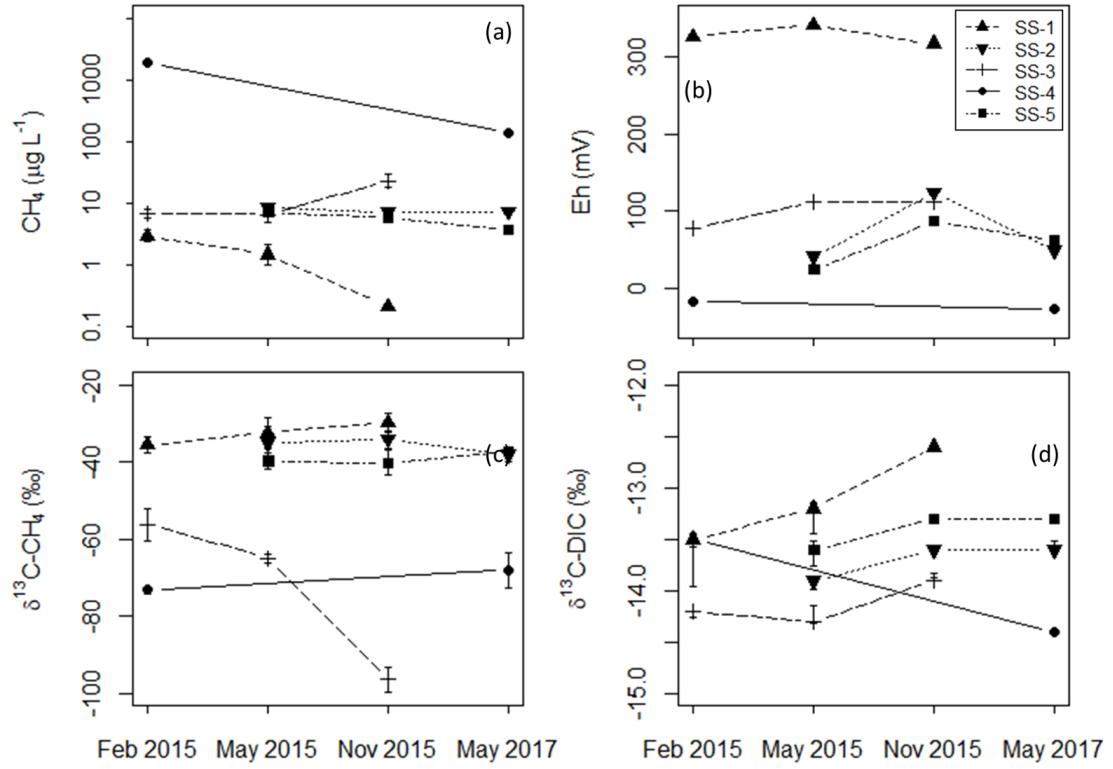 (a)
CH₄ (µg L⁻¹)
1000
100
10
1
0.1
(b)
Eh (mV)
300
200
100
0
SS-1
SS-2
SS-3
SS-4
SS-5
(c)
δ¹³C-CH₄ (‰)
-20
-40
-60
-80
-100
Feb 2015 May 2015 Nov 2015 May 2017
(d)
δ¹³C-DIC (‰)
-12.0
-13.0
-14.0
-15.0
Feb 2015 May 2015 Nov 2015 May 2017